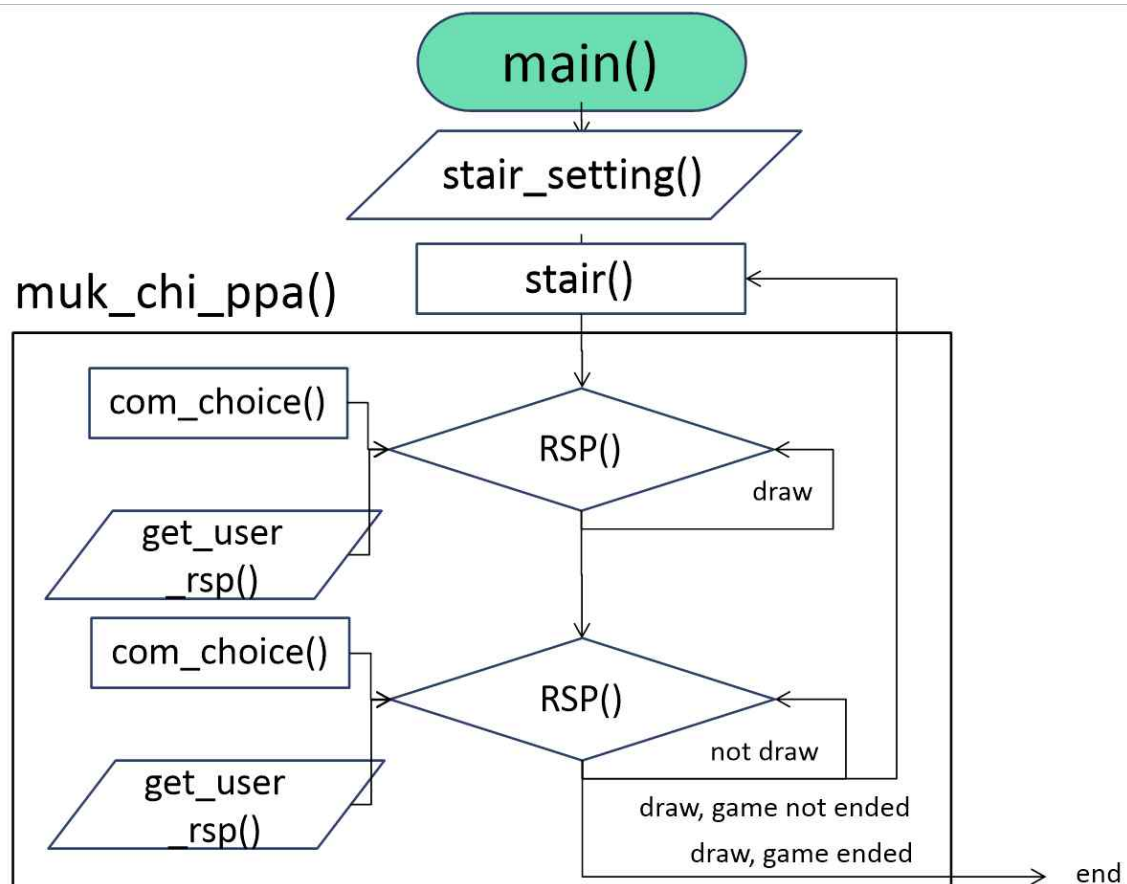 main()
stair_setting()
stair()
muk_chi_ppa()
com_choice()
RSP()
draw
get_user
_rsp()
com_choice()
RSP()
not draw
get_user
_rsp()
draw, game not ended
draw, game ended
end